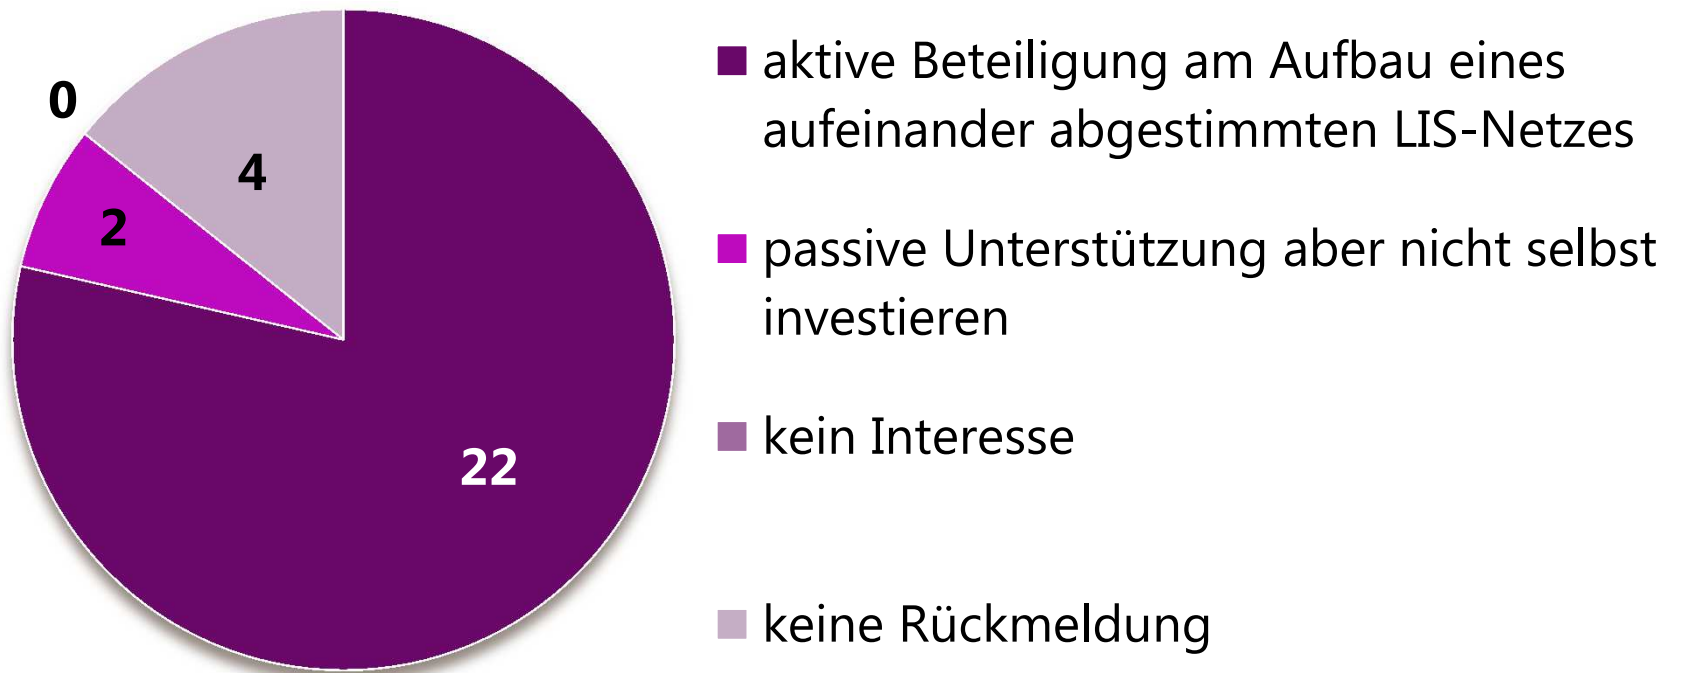 0
4
2
22
aktive Beteiligung am Aufbau eines
aufeinander abgestimmten LIS-Netzes
passive Unterstützung aber nicht selbst
investieren
kein Interesse
keine Rückmeldung